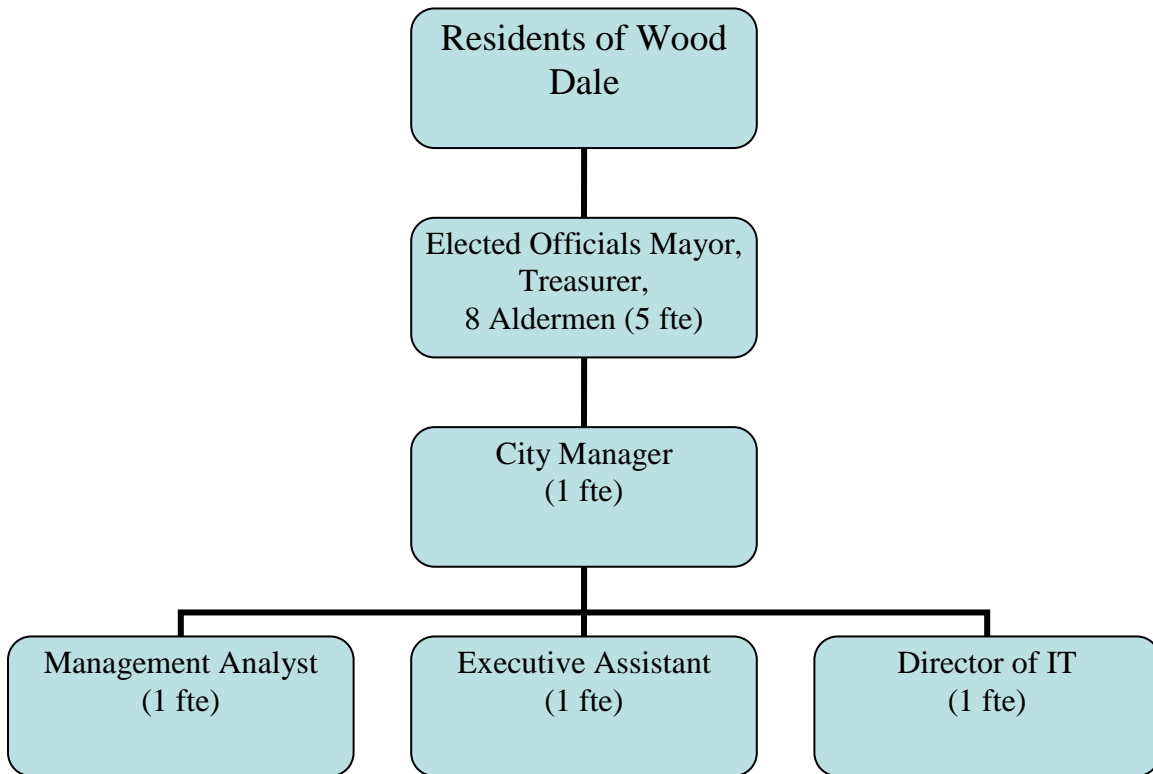 Residents of Wood
Dale
Elected Officials Mayor,
Treasurer,
8 Aldermen (5 fte)
City Manager
(1 fte)
Management Analyst
(1 fte)
Executive Assistant
(1 fte)
Director of IT
(1 fte)